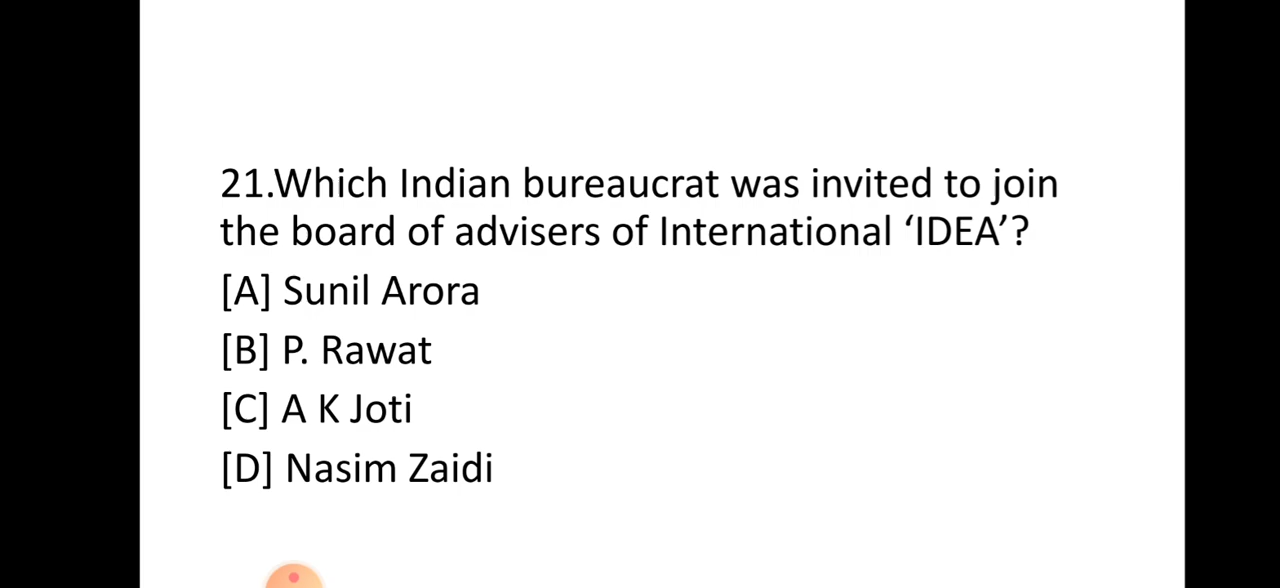 21.Which Indian bureaucrat was invited to join
the board of advisers of International ‘IDEA’?
[A] Sunil Arora
[B] P. Rawat
[C] A K Joti
[D] Nasim Zaidi